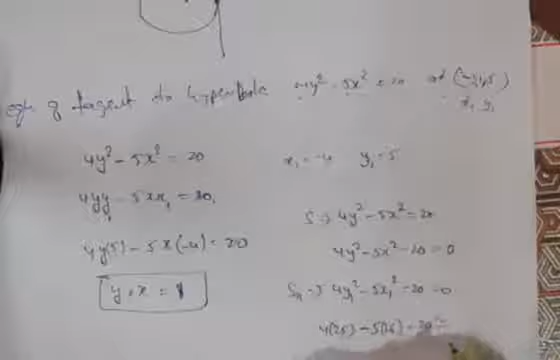 eqn of tangent to hyperbola 4y² - 5x² = 20 at (-4,5)
x₁ y₁
4y² - 5x² = 20
x₁ = -4 y₁ = 5
4yy₁ - 5xx₁ = 20
4y(5) - 5x(-4) = 20
y + x = 1
S → 4y² - 5x² = 20
4y² - 5x² - 20 = 0
S₁₁ → 4y₁² - 5x₁² - 20 = 0
4(25) - 5(16) - 20 =